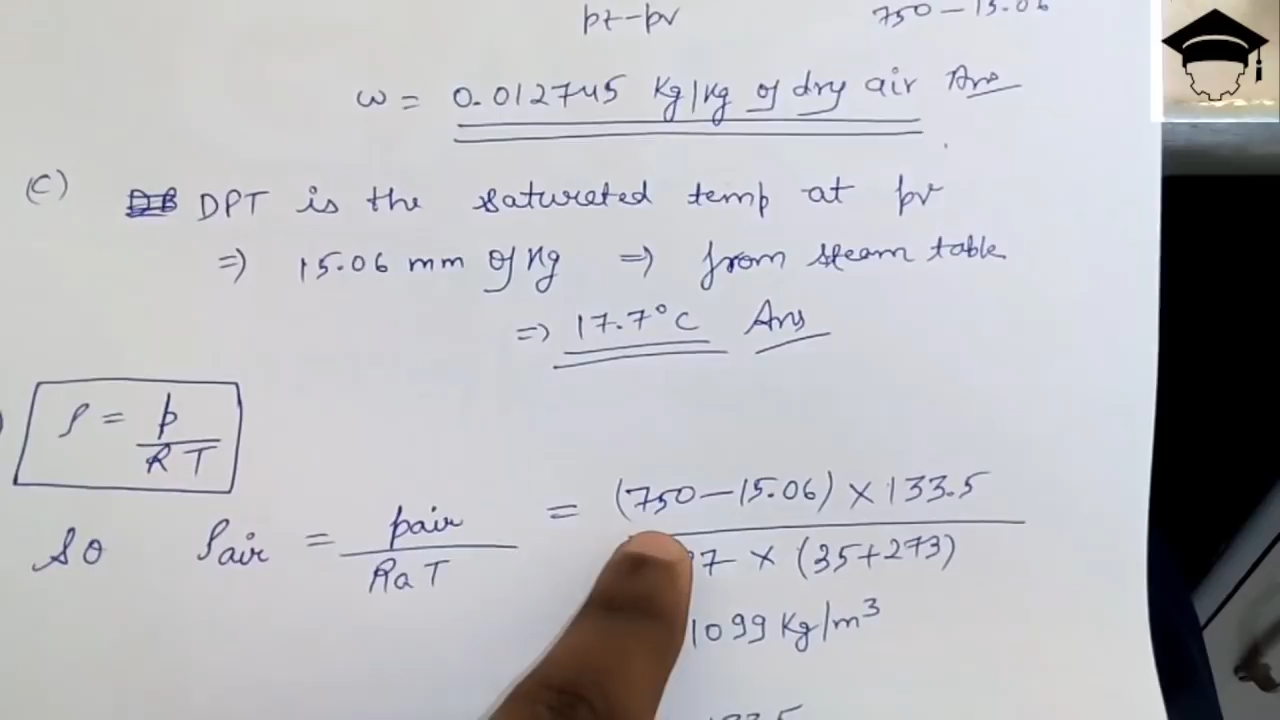 pt-pv 750-15.06
ω = 0.012745 Kg/Kg of dry air Ans
(C) DPT is the saturated temp at pv
⇒ 15.06 mm of Hg ⇒ from steam table
⇒ 17.7°C Ans
ρ = p / RT
So ρair = pair / RaT = (750-15.06) × 133.5 /
7 × (35+273)
1099 Kg/m³